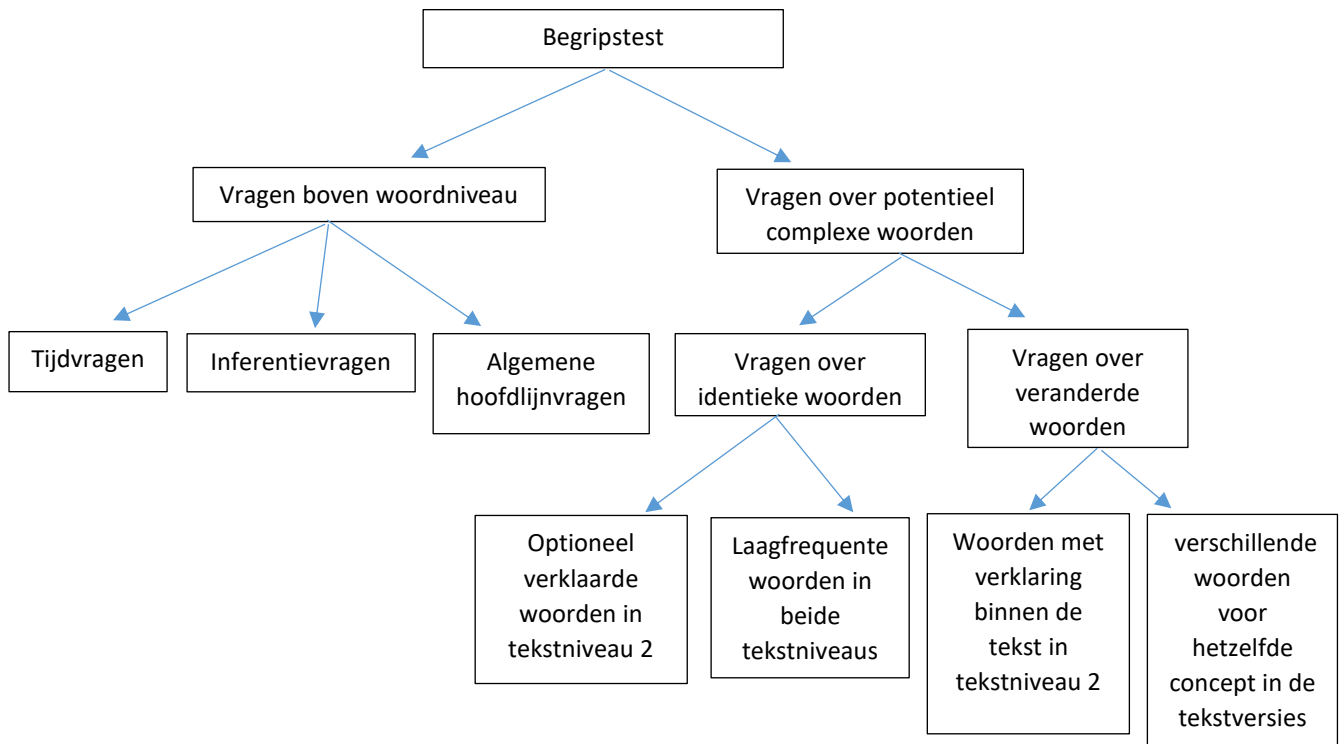 Begripstest
Vragen boven woordniveau
Vragen over potentieel
complexe woorden
Tijdvragen
Inferentievragen
Algemene
hoofdlijnvragen
Vragen over
identieke woorden
Vragen over
veranderde
woorden
Optioneel
verklaarde
woorden in
tekstniveau 2
Laagfrequente
woorden in
beide
tekstniveaus
Woorden met
verklaring
binnen de
tekst in
tekstniveau 2
verschillende
woorden
voor
hetzelfde
concept in de
tekstversies